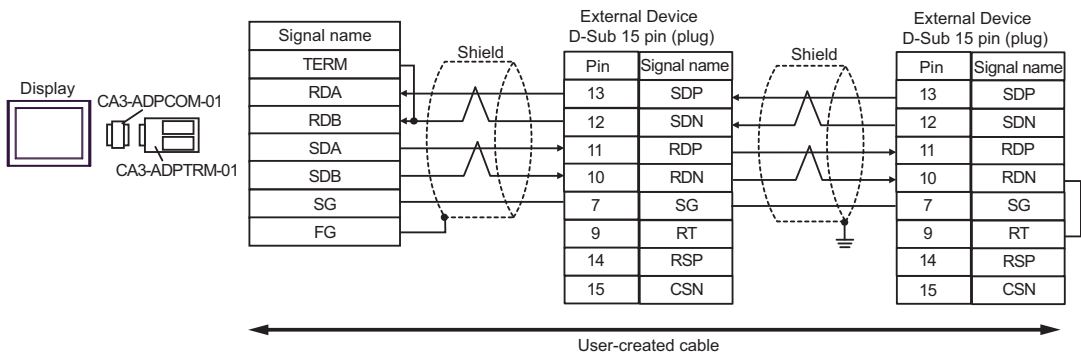 Display
CA3-ADPCOM-01
CA3-ADPTRM-01
Signal name
TERM
RDA
RDB
SDA
SDB
SG
FG
Shield
External Device
D-Sub 15 pin (plug)
Pin Signal name
13 SDP
12 SDN
11 RDP
10 RDN
7 SG
9 RT
14 RSP
15 CSN
Shield
External Device
D-Sub 15 pin (plug)
Pin Signal name
13 SDP
12 SDN
11 RDP
10 RDN
7 SG
9 RT
14 RSP
15 CSN
User-created cable